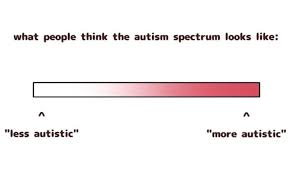 what people think the autism spectrum looks like:
^ ^
"less autistic" "more autistic"